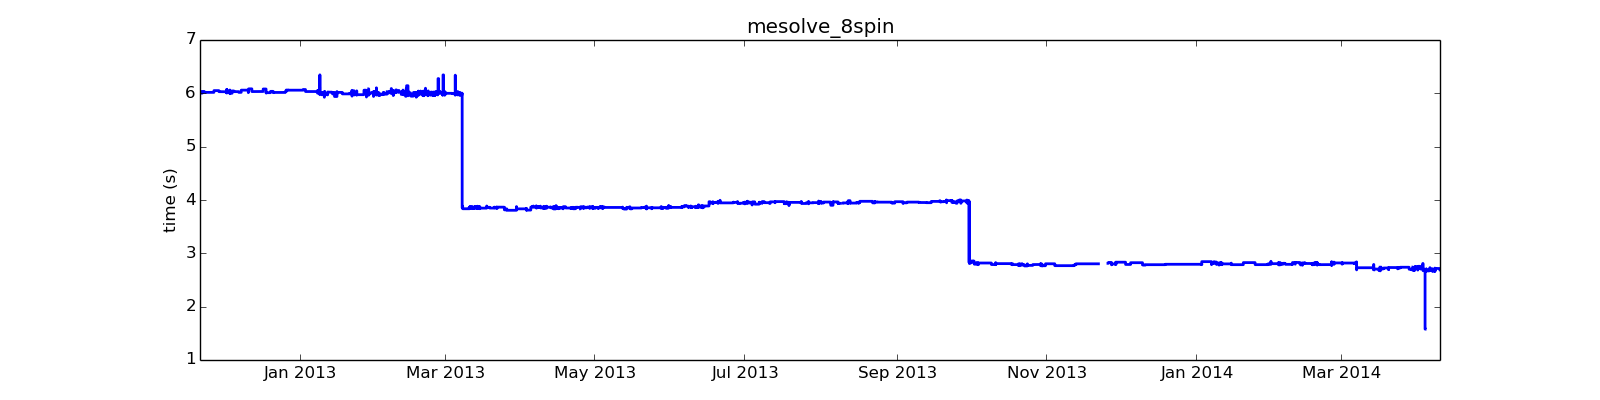 mesolve_8spin
7
6
5
4
3
2
1
time (s)
Jan 2013
Mar 2013
May 2013
Jul 2013
Sep 2013
Nov 2013
Jan 2014
Mar 2014